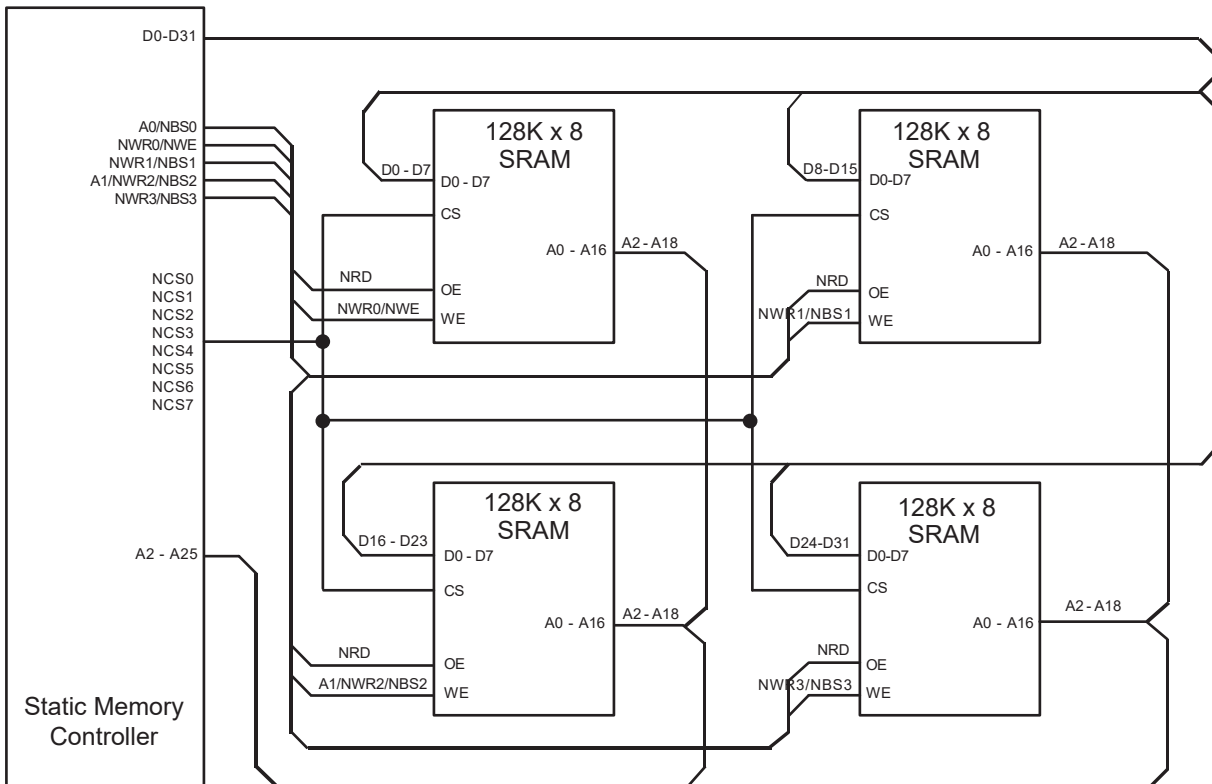 D0-D31
A0/NBS0
NWR0/NWE
NWR1/NBS1
A1/NWR2/NBS2
NWR3/NBS3
NCS0
NCS1
NCS2
NCS3
NCS4
NCS5
NCS6
NCS7
A2 - A25
Static Memory
Controller
128K x 8
SRAM
D0 - D7
D0 - D7
CS
A0 - A16
A2 - A18
NRD
OE
NWR0/NWE
WE
128K x 8
SRAM
D8-D15
D0-D7
CS
A0 - A16
A2 - A18
NRD
OE
NWR1/NBS1
WE
128K x 8
SRAM
D16 - D23
D0 - D7
CS
A0 - A16
A2 - A18
NRD
OE
A1/NWR2/NBS2
WE
128K x 8
SRAM
D24-D31
D0-D7
CS
A0 - A16
A2 - A18
NRD
OE
NWR3/NBS3
WE